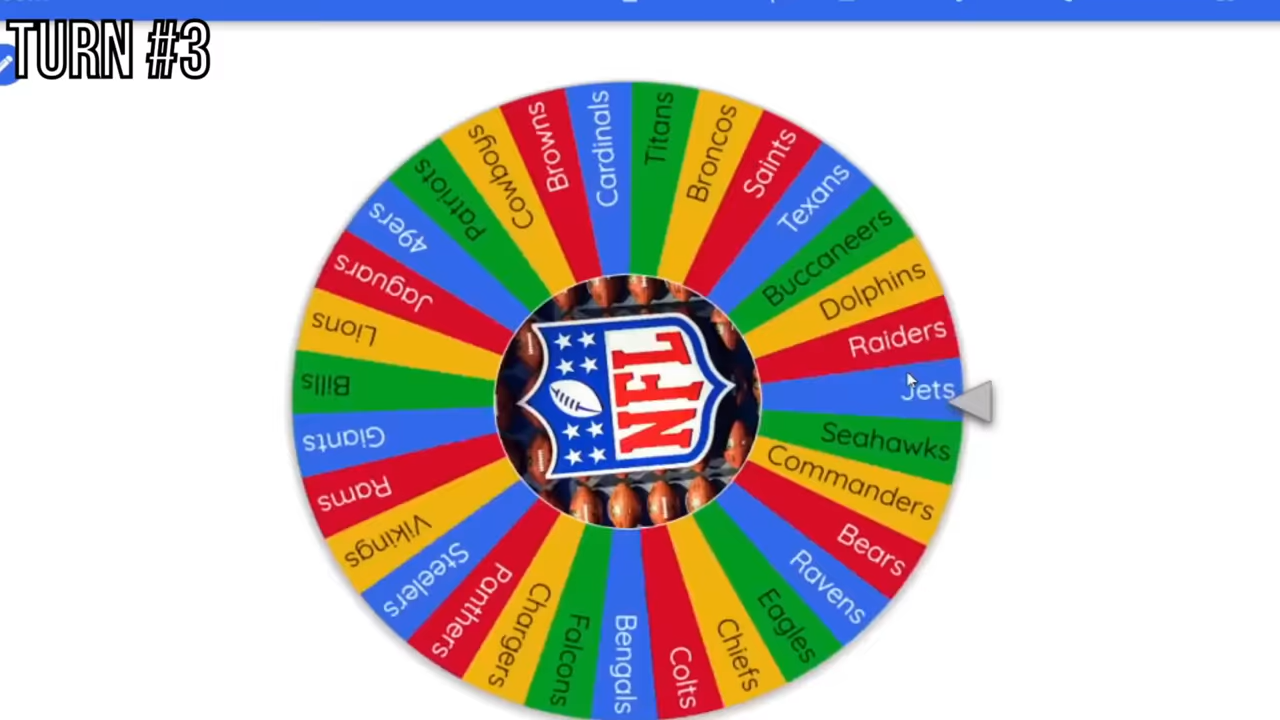 TURN #3
Cardinals
Titans
Broncos
Saints
Texans
Buccaneers
Dolphins
Raiders
Jets
Seahawks
Commanders
Bears
Ravens
Eagles
Chiefs
Colts
Bengals
Falcons
Chargers
Panthers
Steelers
Vikings
Rams
Giants
Bills
Lions
Jaguars
49ers
Patriots
Cowboys
Browns
NFL